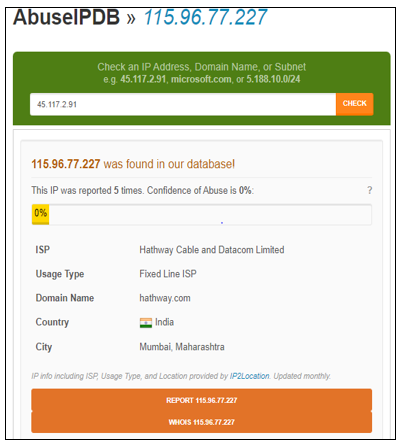 AbuseIPDB » 115.96.77.227
Check an IP Address, Domain Name, or Subnet
e.g. 45.117.2.91, microsoft.com, or 5.188.10.0/24
45.117.2.91 CHECK
115.96.77.227 was found in our database!
This IP was reported 5 times. Confidence of Abuse is 0%: ?
0%
ISP Hathway Cable and Datacom Limited
Usage Type Fixed Line ISP
Domain Name hathway.com
Country India
City Mumbai, Maharashtra
IP info including ISP, Usage Type, and Location provided by IP2Location. Updated monthly.
REPORT 115.96.77.227
WHOIS 115.96.77.227